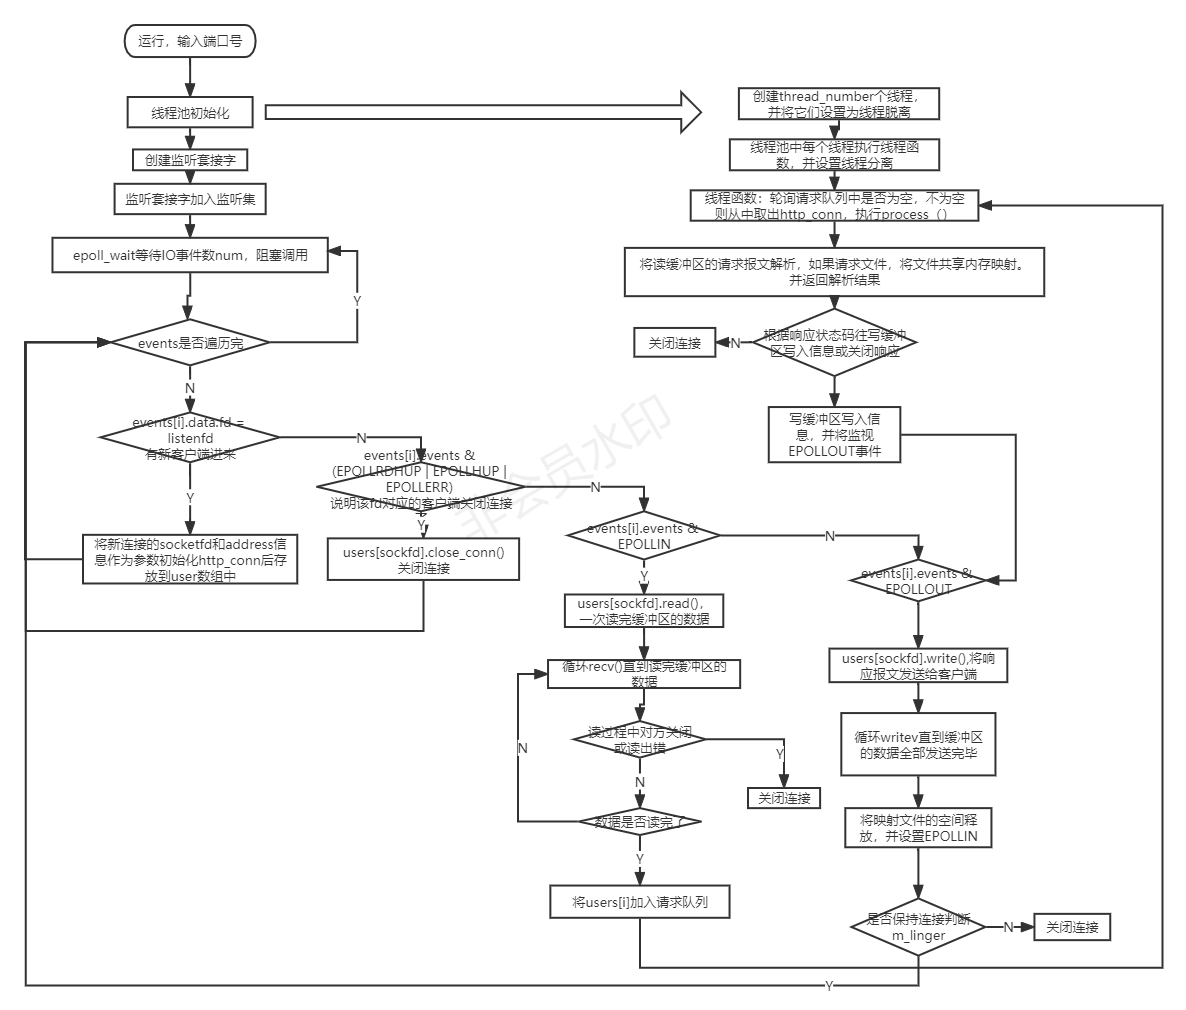 运行，输入端口号
线程池初始化
创建监听套接字
监听套接字加入监听集
epoll_wait等待IO事件数num，阻塞调用
Y
events是否遍历完
N
events[i].data.fd =
listenfd
有新客户端进来
N
Y
将新连接的socketfd和address信
息作为参数初始化http_conn后存
放到user数组中
events[i].events &
(EPOLLRDHUP | EPOLLHUP |
EPOLLERR)
说明该fd对应的客户端关闭连接
N
Y
users[sockfd].close_conn()
关闭连接
events[i].events &
EPOLLIN
N
Y
users[sockfd].read()，
一次读完缓冲区的数据
循环recv()直到读完缓冲区的
数据
读过程中对方关闭
或读出错
Y
关闭连接
N
数据是否读完了
N
Y
将users[i]加入请求队列
创建thread_number个线程，
并将它们设置为线程脱离
线程池中每个线程执行线程函
数，并设置线程分离
线程函数：轮询请求队列中是否为空，不为空
则从中取出http_conn，执行process（）
将读缓冲区的请求报文解析，如果请求文件，将文件共享内存映射。
并返回解析结果
根据响应状态码往写缓冲
区写入信息或关闭响应
N
关闭连接
写缓冲区写入信
息，并将监视
EPOLLOUT事件
events[i].events &
EPOLLOUT
users[sockfd].write(),将响
应报文发送给客户端
循环writev直到缓冲区
的数据全部发送完毕
将映射文件的空间释
放，并设置EPOLLIN
是否保持连接判断
m_linger
N
关闭连接
Y
非会员水印